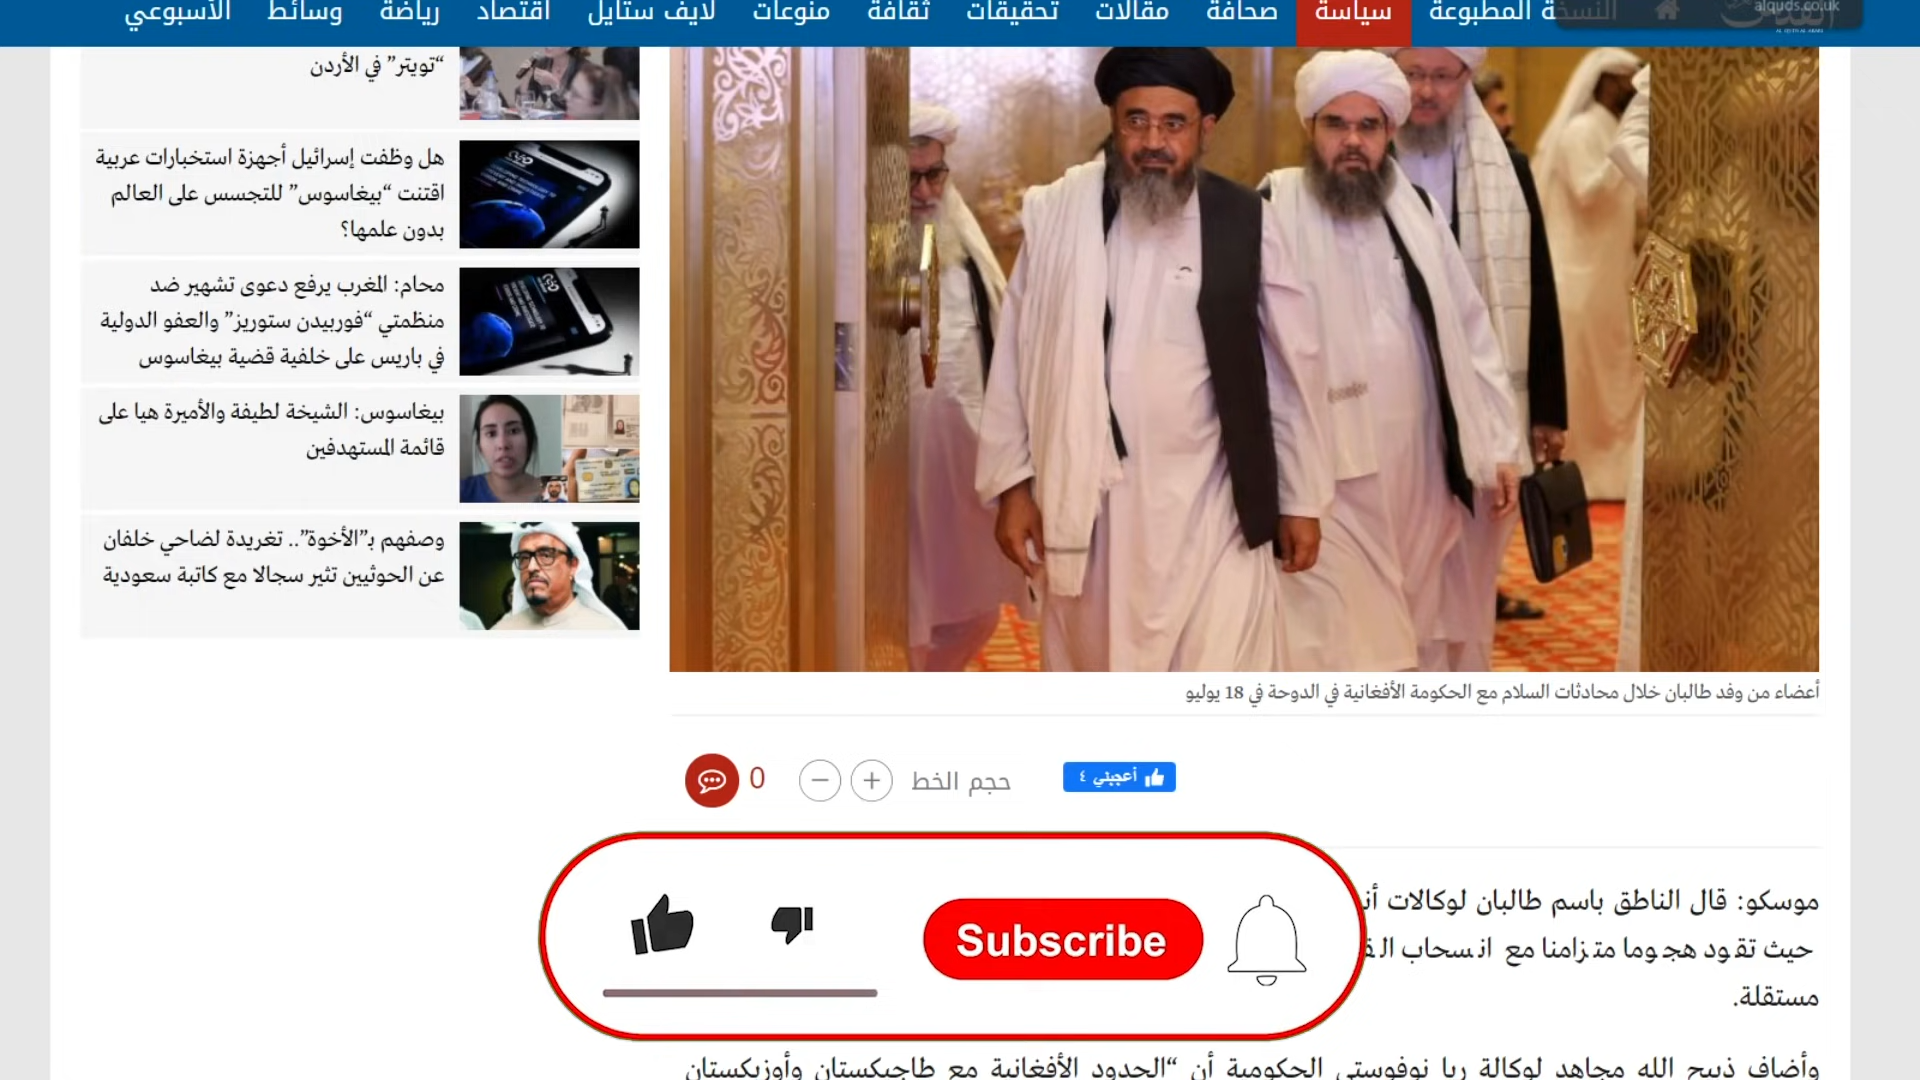 النسخة المطبوعة سياسة صحافة مقالات تحقيقات ثقافة منوعات لايف ستايل اقتصاد رياضة وسائط الأسبوعي
alquds.co.uk
“تويتر” في الأردن
هل وظفت إسرائيل أجهزة استخبارات عربية
اقتنت “بيغاسوس” للتجسس على العالم
بدون علمها؟
محام: المغرب يرفع دعوى تشهير ضد
منظمتي “فوربيدن ستوريز” والعفو الدولية
في باريس على خلفية قضية بيغاسوس
بيغاسوس: الشيخة لطيفة والأميرة هيا على
قائمة المستهدفين
وصفهم بـ”الأخوة”.. تغريدة لضاحي خلفان
عن الحوثيين تثير سجالا مع كاتبة سعودية
أعضاء من وفد طالبان خلال محادثات السلام مع الحكومة الأفغانية في الدوحة في 18 يوليو
أعجبني ٤
حجم الخط
0
Subscribe
موسكو: قال الناطق باسم طالبان لوكالات
حيث تقود هجوما متزامنا مع انسحاب
مستقلة.
وأضاف ذبيح الله مجاهد لوكالة ريا نوفوستي الحكومية أن “الحدود الأفغانية مع طاجيكستان وأوزبكستان